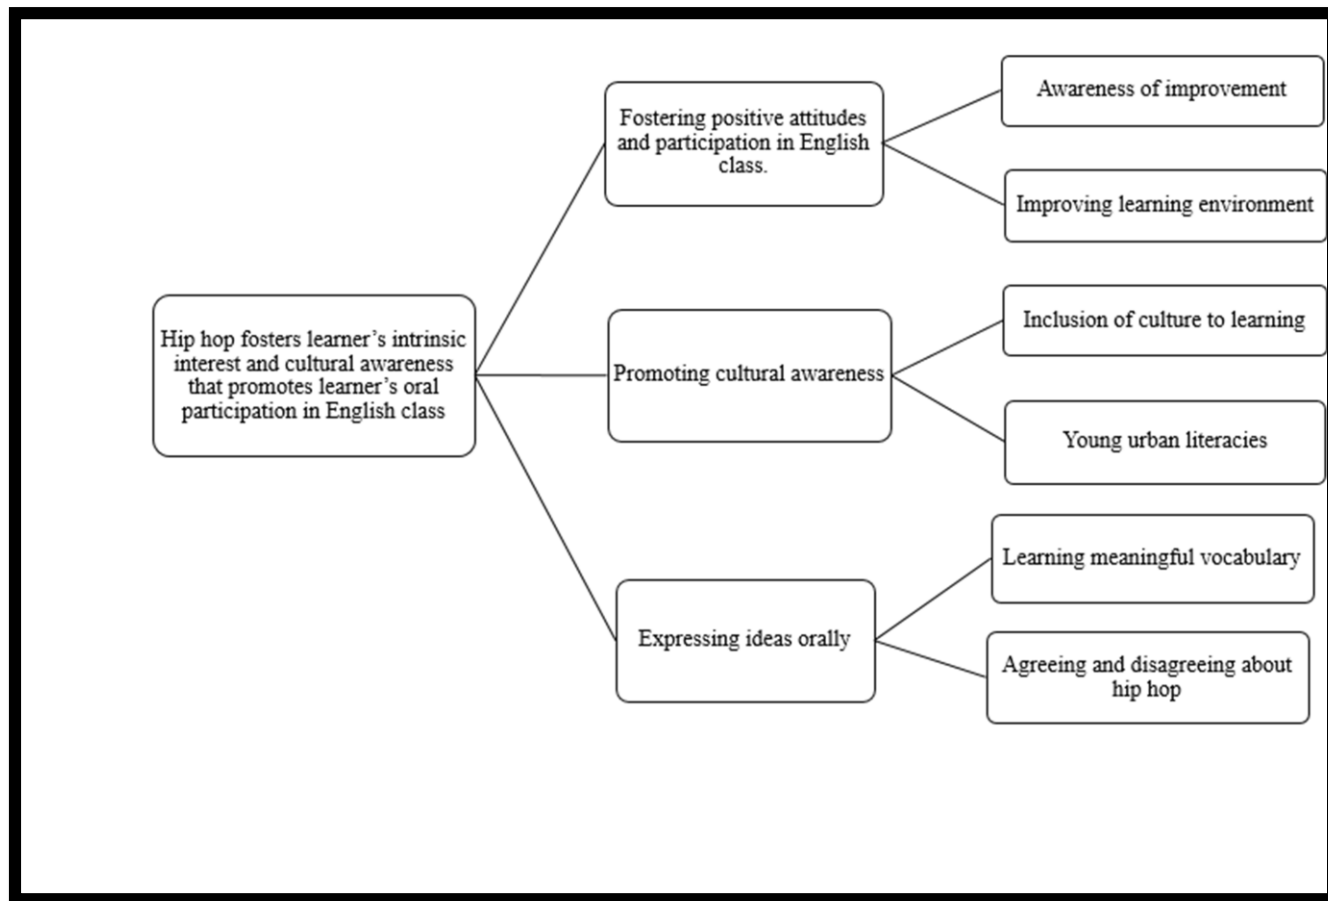 Hip hop fosters learner’s intrinsic
interest and cultural awareness
that promotes learner’s oral
participation in English class
Fostering positive attitudes
and participation in English
class.
Awareness of improvement
Improving learning environment
Promoting cultural awareness
Inclusion of culture to learning
Young urban literacies
Expressing ideas orally
Learning meaningful vocabulary
Agreeing and disagreeing about
hip hop